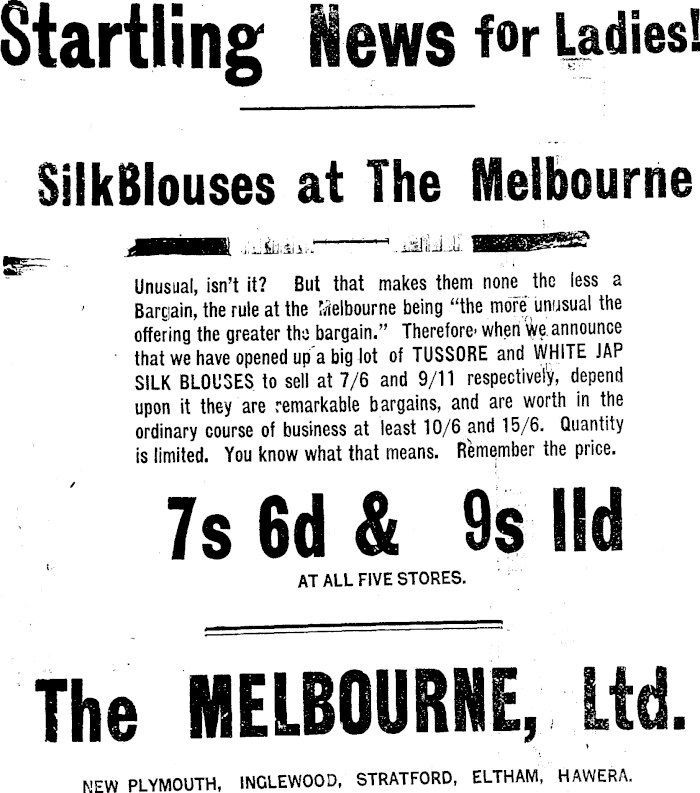 Startling News for Ladies!
Silk Blouses at The Melbourne
Unusual, isn't it? But that makes them none the less a
Bargain, the rule at the Melbourne being "the more unusual the
offering the greater the bargain." Therefore when we announce
that we have opened up a big lot of TUSSORE and WHITE JAP
SILK BLOUSES to sell at 7/6 and 9/11 respectively, depend
upon it they are remarkable bargains, and are worth in the
ordinary course of business at least 10/6 and 15/6. Quantity
is limited. You know what that means. Remember the price.
7s 6d & 9s 11d
AT ALL FIVE STORES.
The MELBOURNE, Ltd.
NEW PLYMOUTH, INGLEWOOD, STRATFORD, ELTHAM, HAWERA.